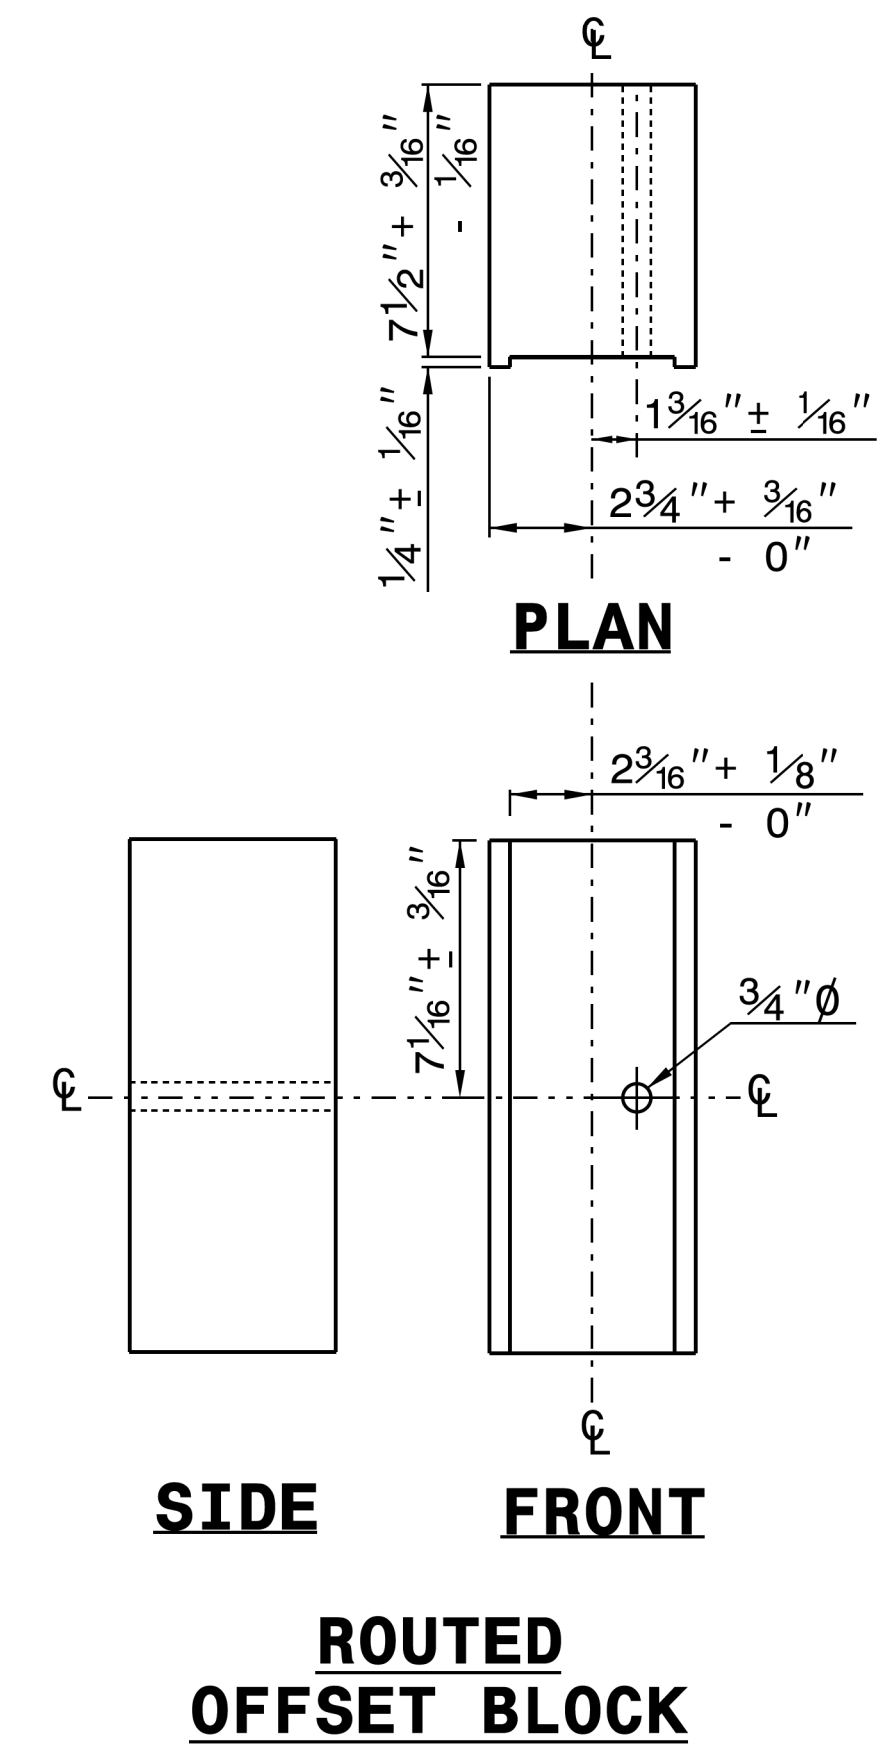 ℄
7 1/2"+ 3/16"
- 1/16"
1/4"± 1/16"
1 3/16"± 1/16"
2 3/4"+ 3/16"
- 0"
PLAN
2 3/16"+ 1/8"
- 0"
7 1/16"± 3/16"
3/4"Ø
℄
℄
℄
SIDE
FRONT
ROUTED
OFFSET BLOCK